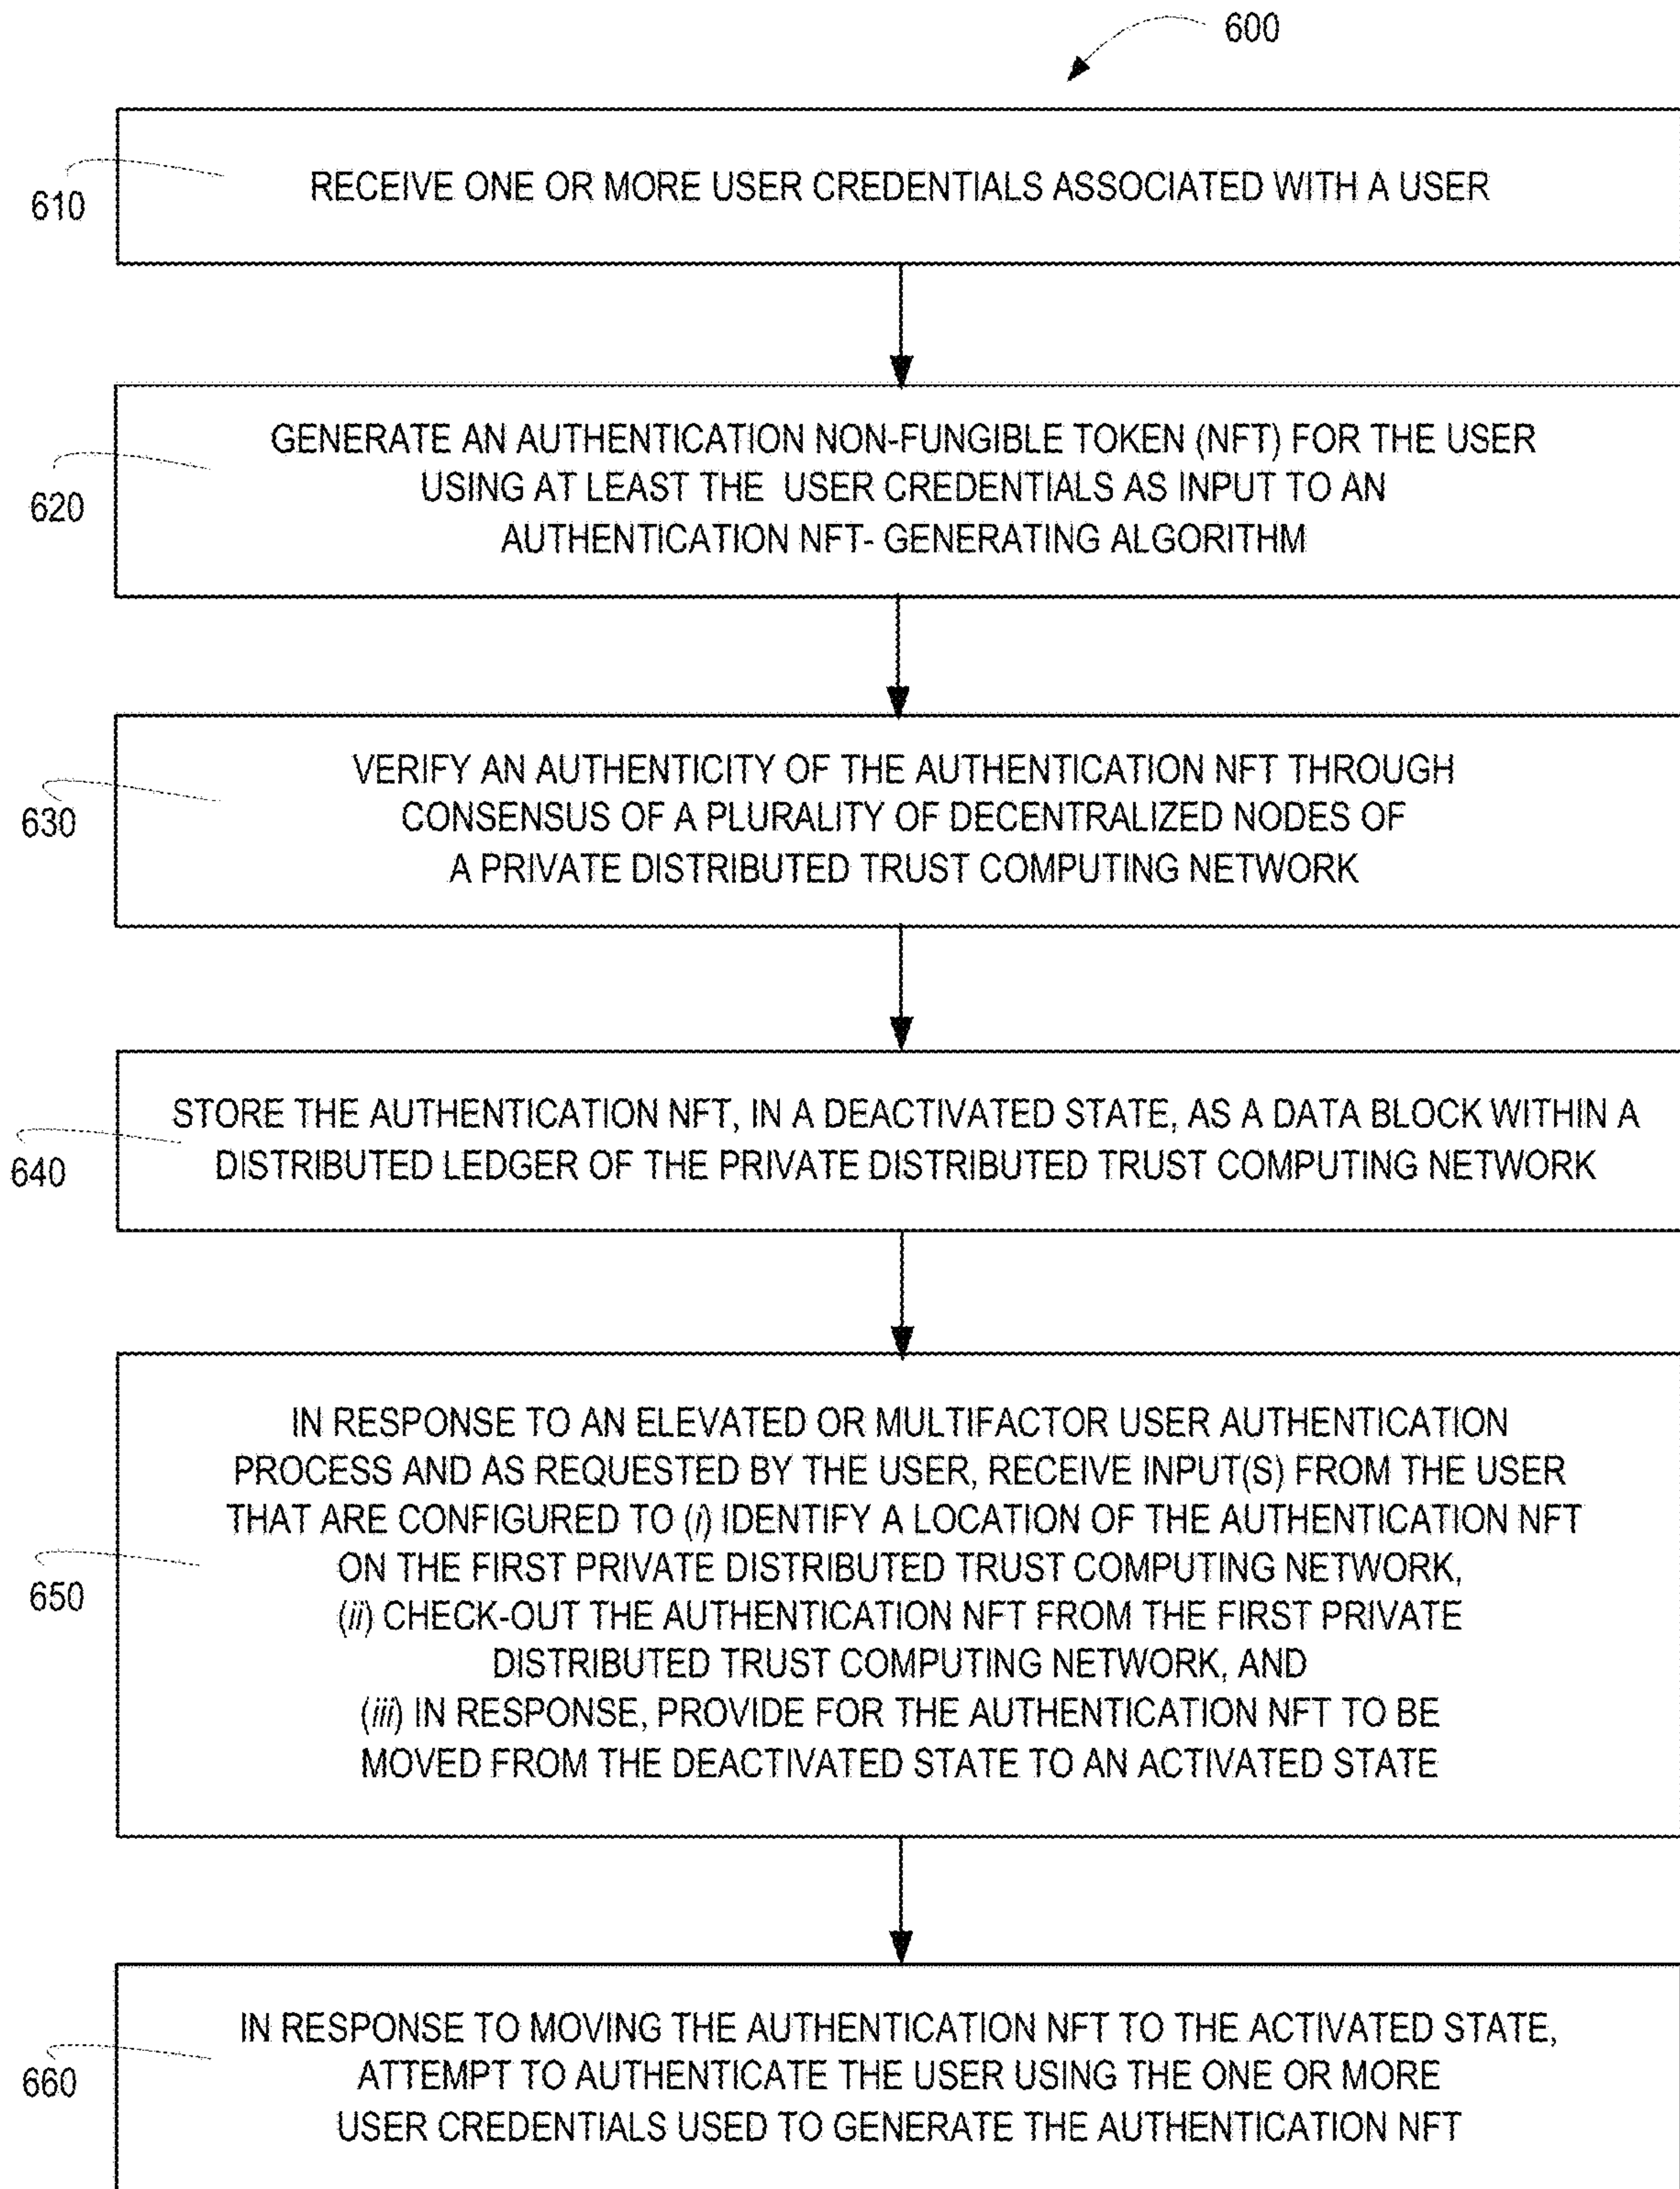 600
610
RECEIVE ONE OR MORE USER CREDENTIALS ASSOCIATED WITH A USER
620
GENERATE AN AUTHENTICATION NON-FUNGIBLE TOKEN (NFT) FOR THE USER
USING AT LEAST THE USER CREDENTIALS AS INPUT TO AN
AUTHENTICATION NFT- GENERATING ALGORITHM
630
VERIFY AN AUTHENTICITY OF THE AUTHENTICATION NFT THROUGH
CONSENSUS OF A PLURALITY OF DECENTRALIZED NODES OF
A PRIVATE DISTRIBUTED TRUST COMPUTING NETWORK
640
STORE THE AUTHENTICATION NFT, IN A DEACTIVATED STATE, AS A DATA BLOCK WITHIN A
DISTRIBUTED LEDGER OF THE PRIVATE DISTRIBUTED TRUST COMPUTING NETWORK
650
IN RESPONSE TO AN ELEVATED OR MULTIFACTOR USER AUTHENTICATION
PROCESS AND AS REQUESTED BY THE USER, RECEIVE INPUT(S) FROM THE USER
THAT ARE CONFIGURED TO (i) IDENTIFY A LOCATION OF THE AUTHENTICATION NFT
ON THE FIRST PRIVATE DISTRIBUTED TRUST COMPUTING NETWORK,
(ii) CHECK-OUT THE AUTHENTICATION NFT FROM THE FIRST PRIVATE
DISTRIBUTED TRUST COMPUTING NETWORK, AND
(iii) IN RESPONSE, PROVIDE FOR THE AUTHENTICATION NFT TO BE
MOVED FROM THE DEACTIVATED STATE TO AN ACTIVATED STATE
660
IN RESPONSE TO MOVING THE AUTHENTICATION NFT TO THE ACTIVATED STATE,
ATTEMPT TO AUTHENTICATE THE USER USING THE ONE OR MORE
USER CREDENTIALS USED TO GENERATE THE AUTHENTICATION NFT